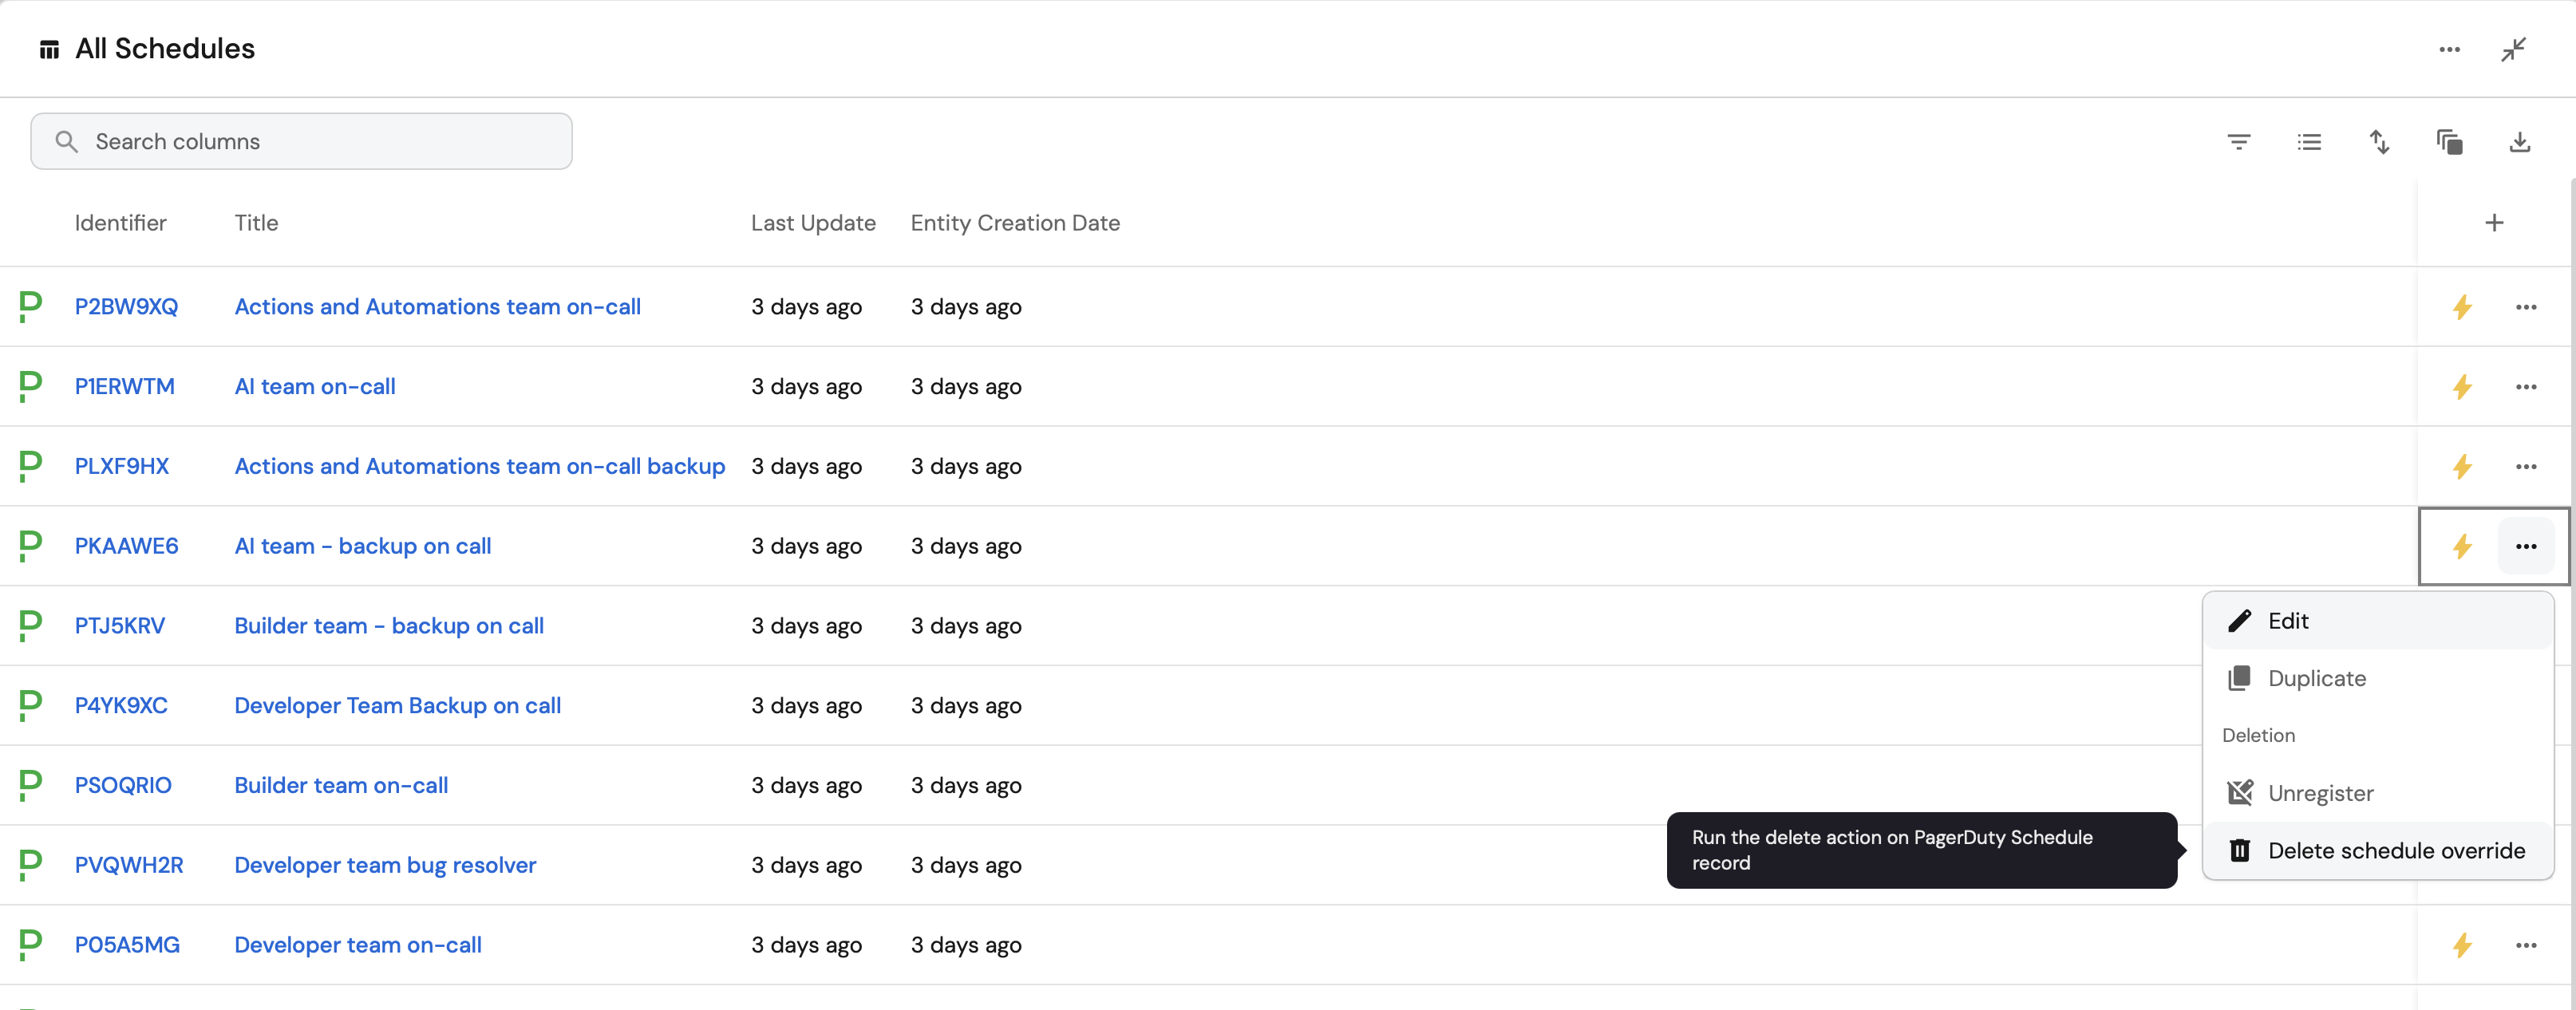 All Schedules
Search columns
Identifier Title Last Update Entity Creation Date
P2BW9XQ Actions and Automations team on-call 3 days ago 3 days ago
P1ERWTM AI team on-call 3 days ago 3 days ago
PLXF9HX Actions and Automations team on-call backup 3 days ago 3 days ago
PKAAWE6 AI team - backup on call 3 days ago 3 days ago
PTJ5KRV Builder team - backup on call 3 days ago 3 days ago
P4YK9XC Developer Team Backup on call 3 days ago 3 days ago
PSOQRIO Builder team on-call 3 days ago 3 days ago
PVQWH2R Developer team bug resolver 3 days ago 3 days ago
P05A5MG Developer team on-call 3 days ago 3 days ago
Edit
Duplicate
Deletion
Unregister
Delete schedule override
Run the delete action on PagerDuty Schedule
record